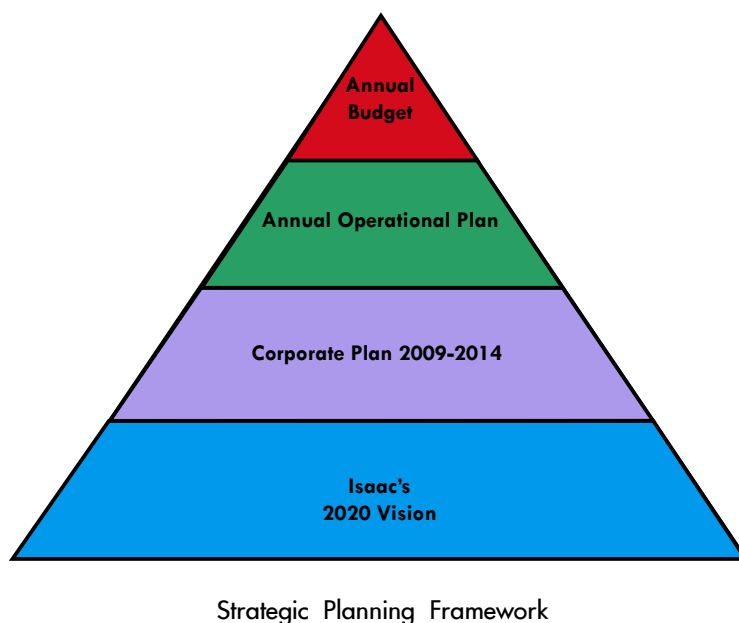 Annual
Budget
Annual Operational Plan
Corporate Plan 2009-2014
Isaac’s
2020 Vision
Strategic Planning Framework